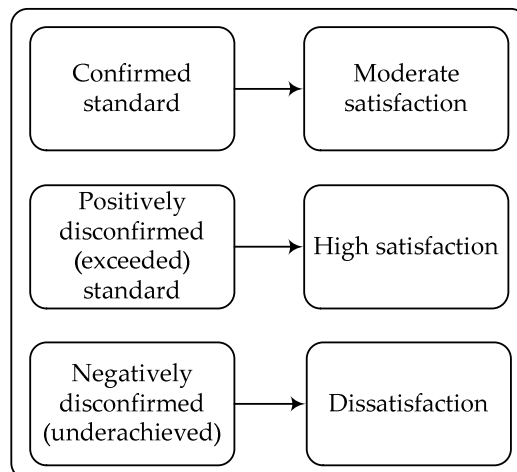 Confirmed
standard
Moderate
satisfaction
Positively
disconfirmed
(exceeded)
standard
High satisfaction
Negatively
disconfirmed
(underachieved)
Dissatisfaction